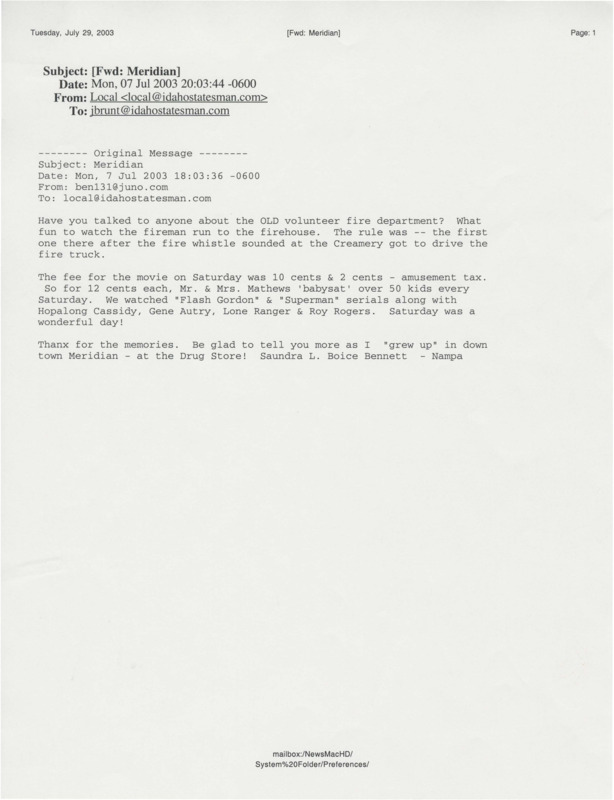 Tuesday, July 29, 2003 [Fwd: Meridian] Page: 1
Subject: [Fwd: Meridian]
Date: Mon, 07 Jul 2003 20:03:44 -0600
From: Local <local@idahostatesman.com>
To: jbrunt@idahostatesman.com
-------- Original Message --------
Subject: Meridian
Date: Mon, 7 Jul 2003 18:03:36 -0600
From: ben131@juno.com
To: local@idahostatesman.com
Have you talked to anyone about the OLD volunteer fire department?  What
fun to watch the fireman run to the firehouse.  The rule was -- the first
one there after the fire whistle sounded at the Creamery got to drive the
fire truck.
The fee for the movie on Saturday was 10 cents & 2 cents - amusement tax.
So for 12 cents each, Mr. & Mrs. Mathews 'babysat' over 50 kids every
Saturday.  We watched "Flash Gordon" & "Superman" serials along with
Hopalong Cassidy, Gene Autry, Lone Ranger & Roy Rogers.  Saturday was a
wonderful day!
Thanx for the memories.  Be glad to tell you more as I  "grew up" in down
town Meridian - at the Drug Store!  Saundra L. Boice Bennett  - Nampa
mailbox:/NewsMacHD/
System%20Folder/Preferences/